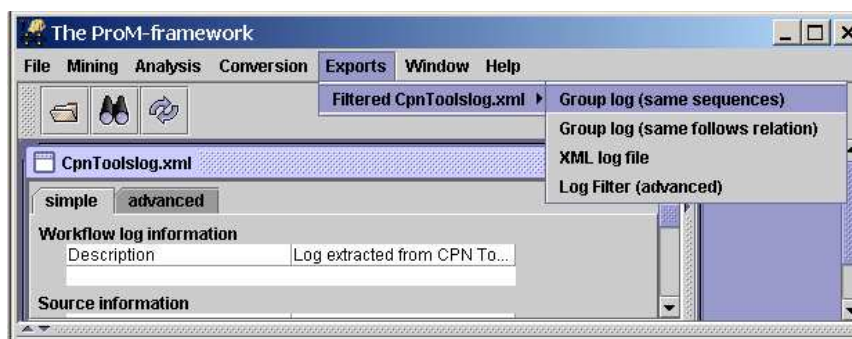 The ProM-framework
File Mining Analysis Conversion Exports Window Help
Filtered CpnToolslog.xml
Group log (same sequences)
Group log (same follows relation)
XML log file
Log Filter (advanced)
CpnToolslog.xml
simple advanced
Workflow log information
Description Log extracted from CPN To...
Source information